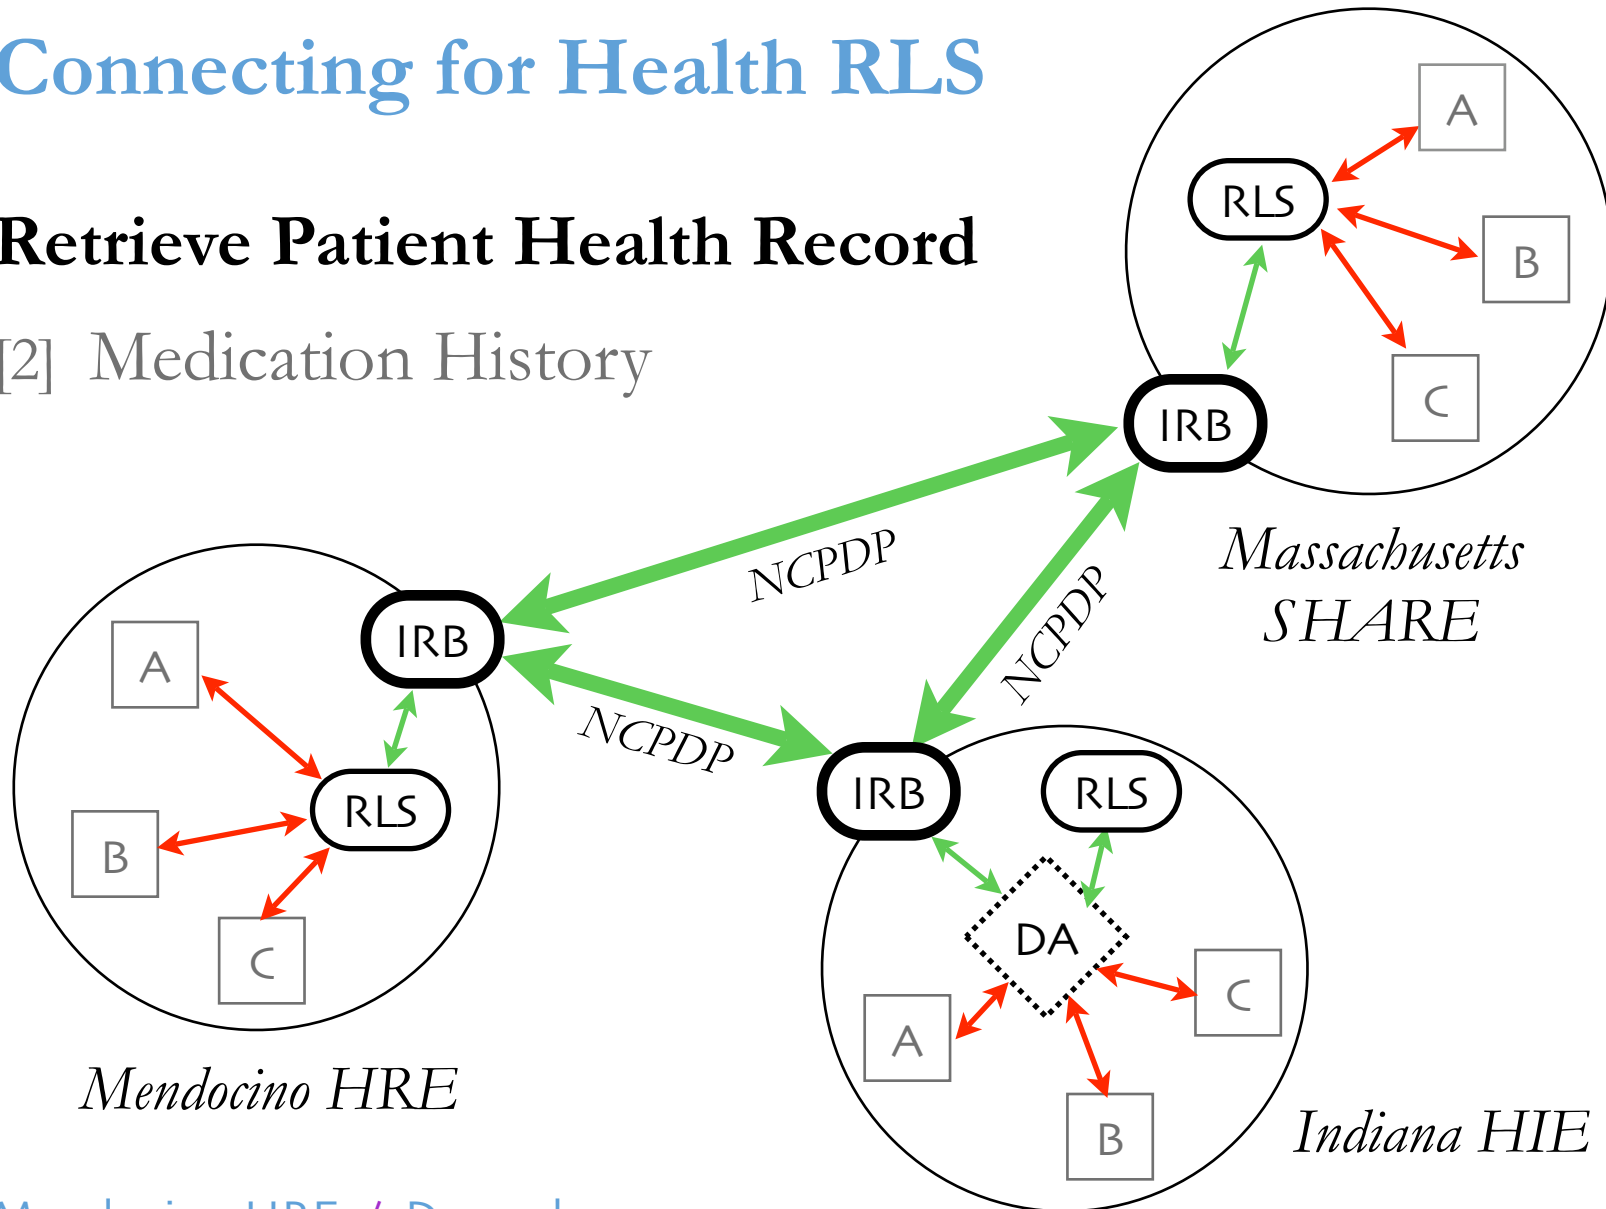 Connecting for Health RLS
Retrieve Patient Health Record
[2] Medication History
A
RLS
B
C
IRB
Massachusetts
SHARE
NCPDP
NCPDP
NCPDP
IRB
A
RLS
B
C
Mendocino HRE
IRB
RLS
DA
C
A
B
Indiana HIE
HRE /